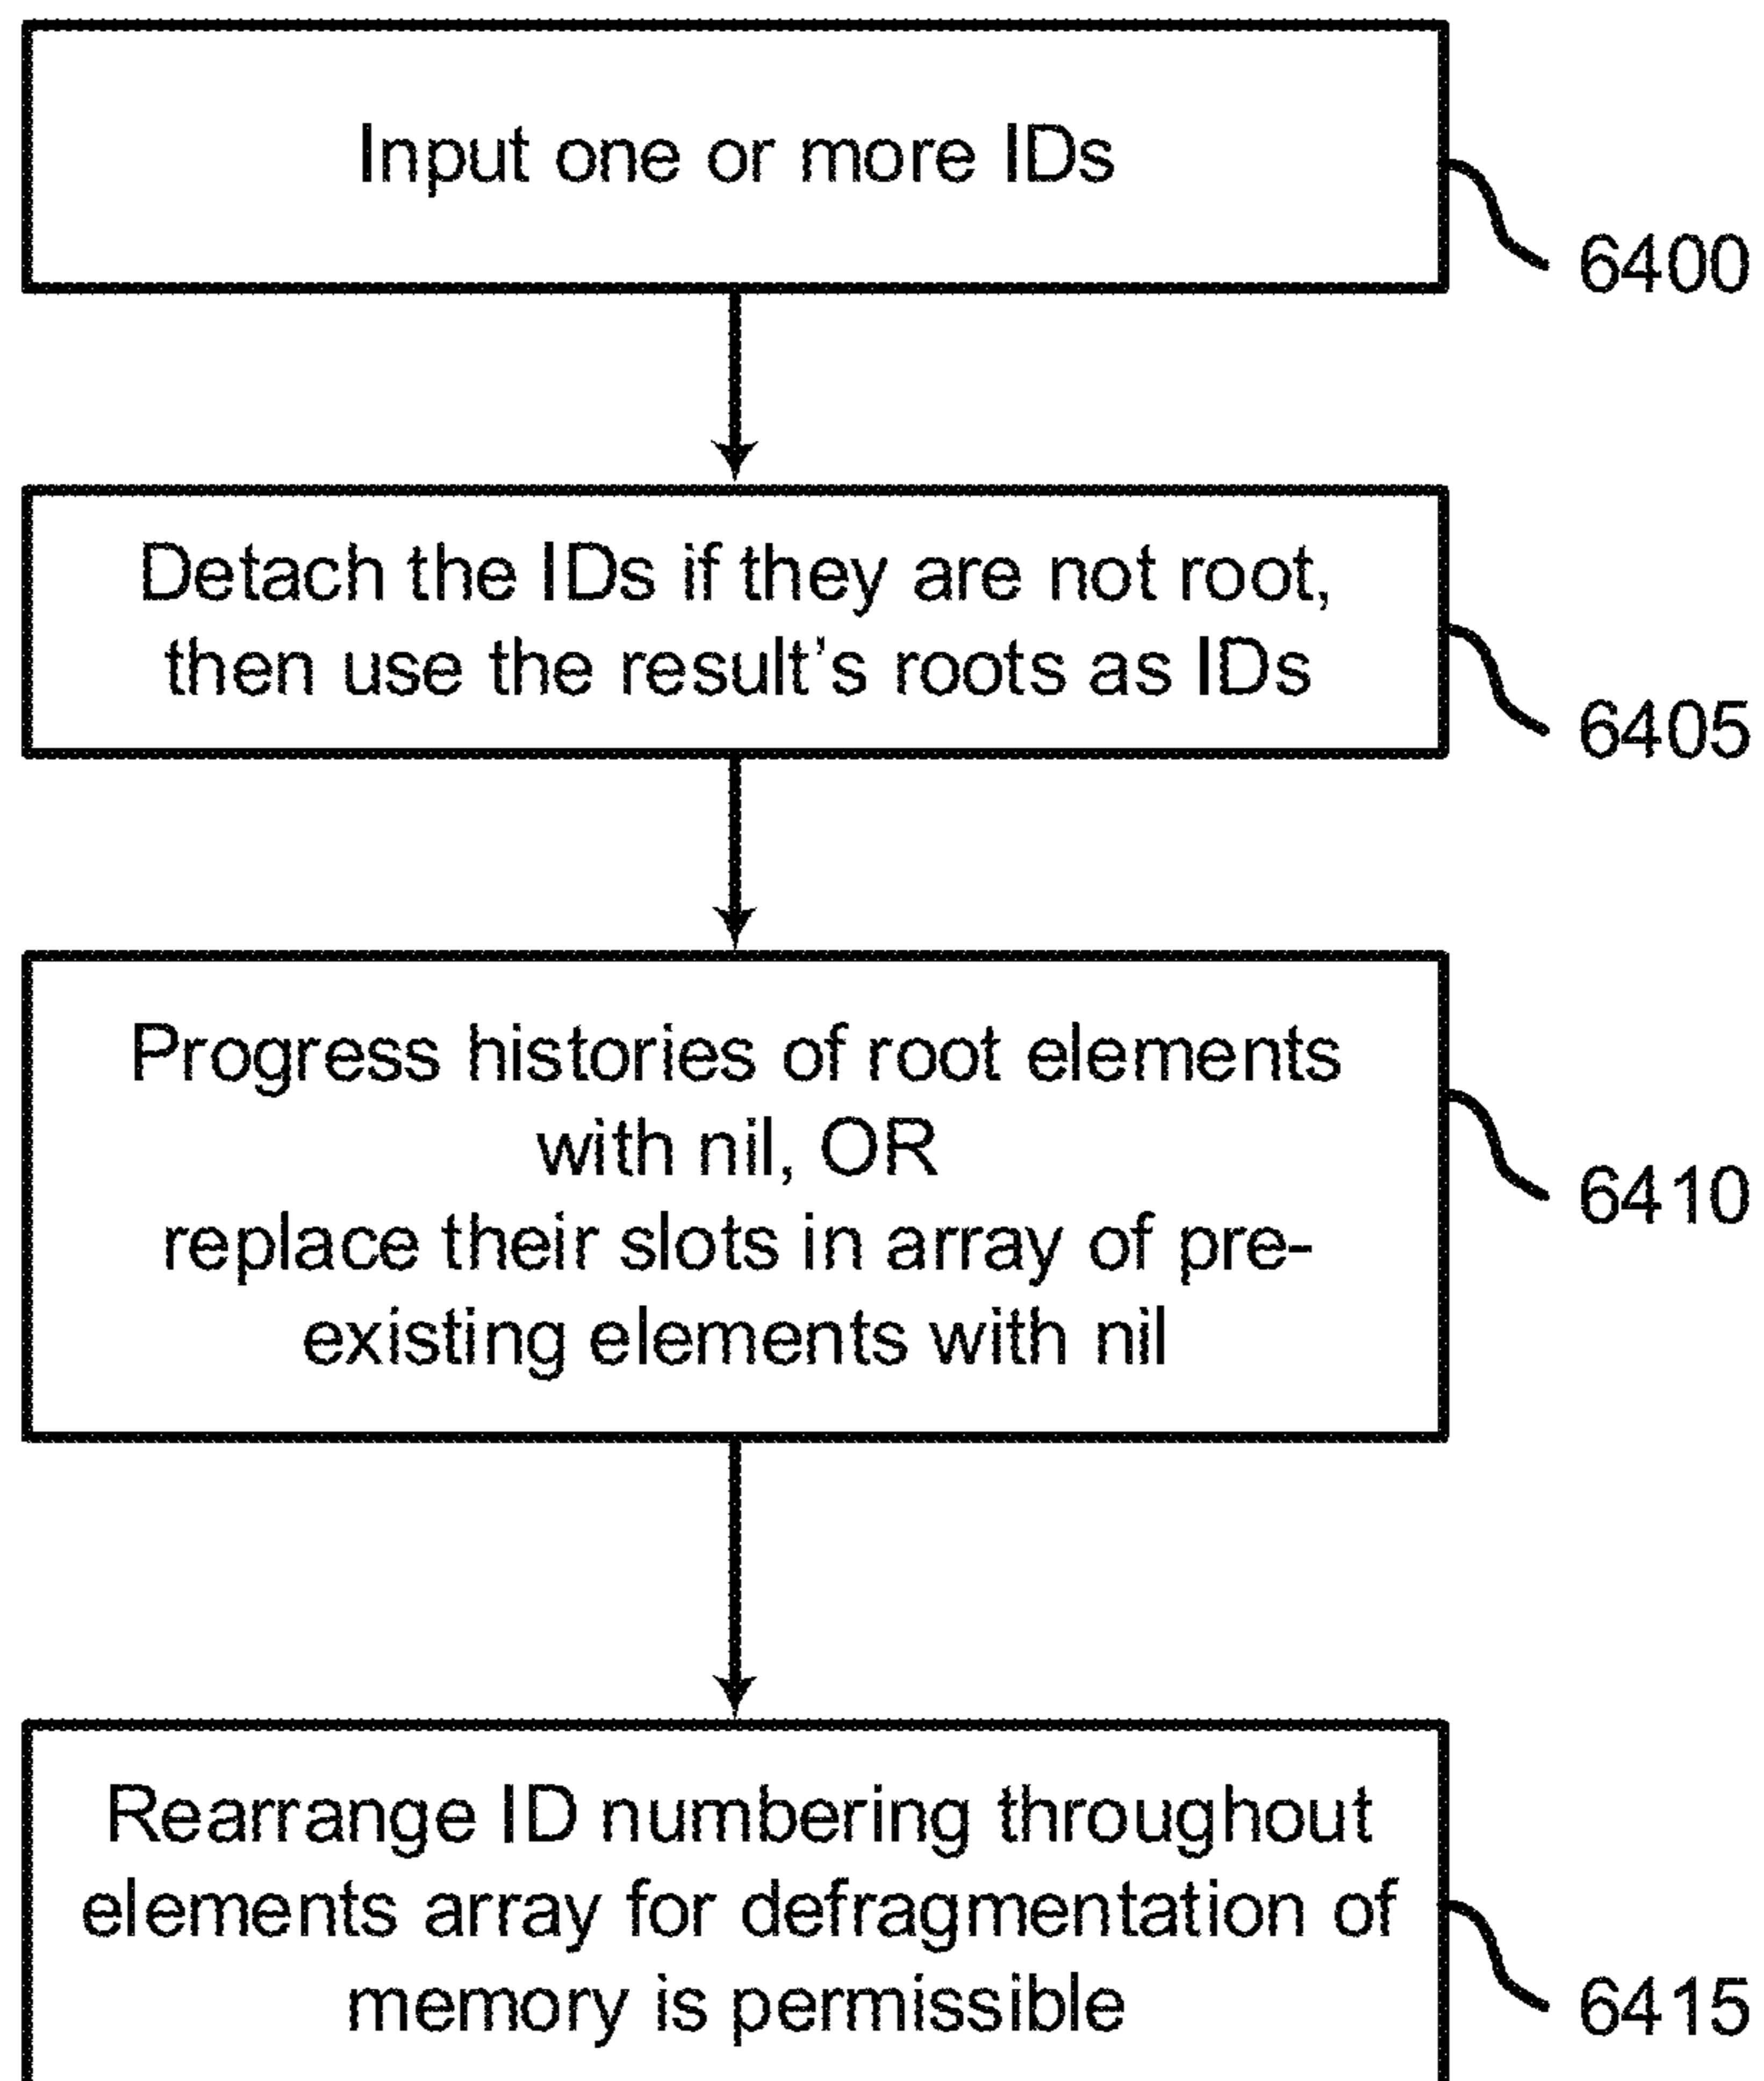 Input one or more IDs
6400
Detach the IDs if they are not root,
then use the result’s roots as IDs
6405
Progress histories of root elements
with nil, OR
replace their slots in array of pre-
existing elements with nil
6410
Rearrange ID numbering throughout
elements array for defragmentation of
memory is permissible
6415